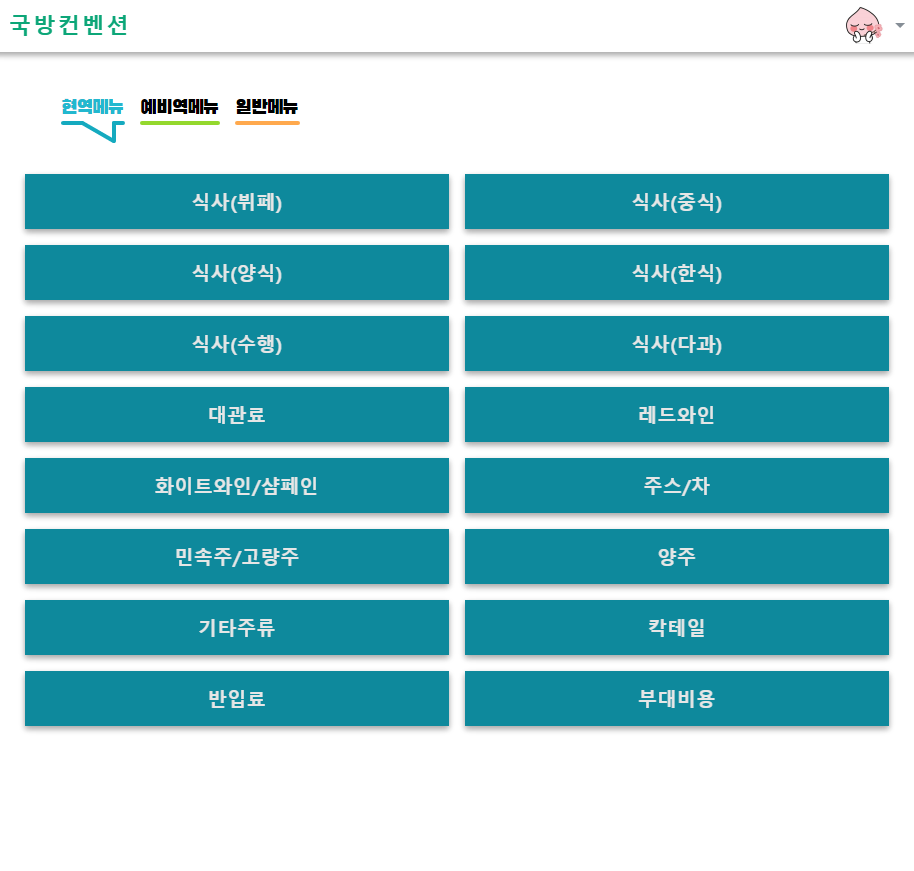 국방컨벤션
현역메뉴 예비역메뉴 일반메뉴
식사(뷔페) 식사(중식)
식사(양식) 식사(한식)
식사(수행) 식사(다과)
대관료 레드와인
화이트와인/샴페인 주스/차
민속주/고량주 양주
기타주류 칵테일
반입료 부대비용